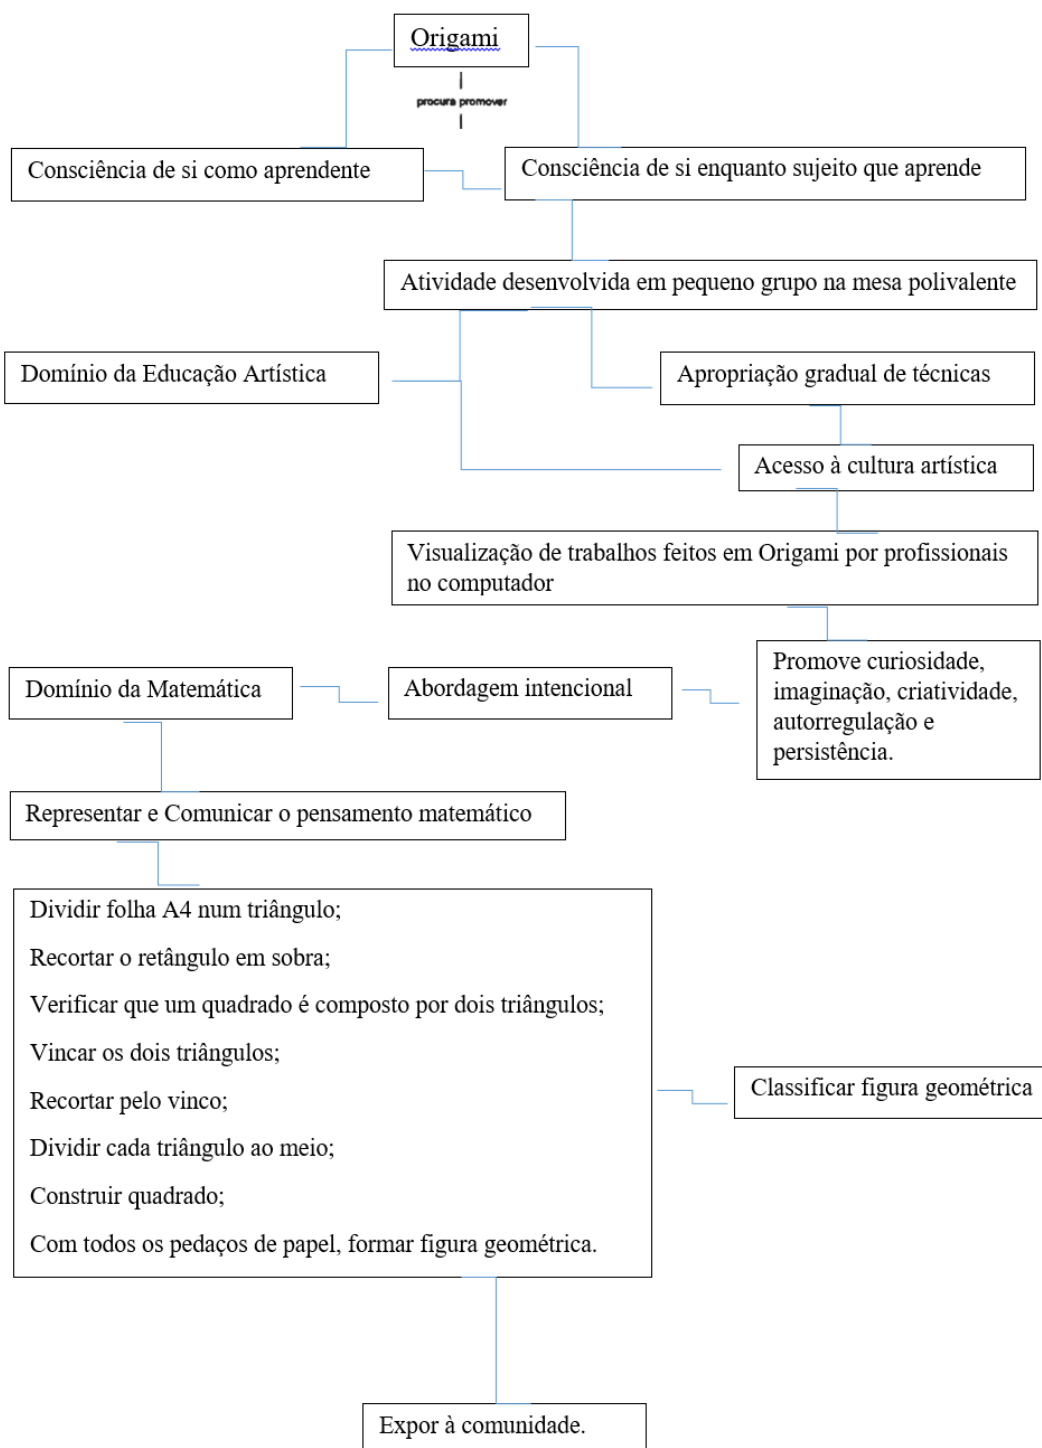 Origami
procura promover
Consciência de si como aprendente
Consciência de si enquanto sujeito que aprende
Atividade desenvolvida em pequeno grupo na mesa polivalente
Domínio da Educação Artística
Apropriação gradual de técnicas
Acesso à cultura artística
Visualização de trabalhos feitos em Origami por profissionais
no computador
Promove curiosidade,
imaginação, criatividade,
autorregulação e
persistência.
Abordagem intencional
Domínio da Matemática
Representar e Comunicar o pensamento matemático
Dividir folha A4 num triângulo;
Recortar o retângulo em sobra;
Verificar que um quadrado é composto por dois triângulos;
Vincar os dois triângulos;
Recortar pelo vinco;
Dividir cada triângulo ao meio;
Construir quadrado;
Com todos os pedaços de papel, formar figura geométrica.
Classificar figura geométrica
Expor à comunidade.